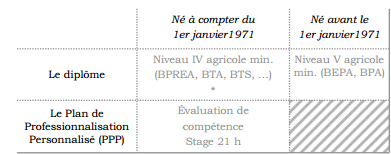 Né à compter du
1er janvier1971
Né avant le
1er janvier1971
Le diplôme
Niveau IV agricole min.
(BPREA, BTA, BTS, ...)
*
Niveau V agricole
min. (BEPA, BPA)
Le Plan de
Professionnalisation
Personnalisé (PPP)
Évaluation de
compétence
Stage 21 h